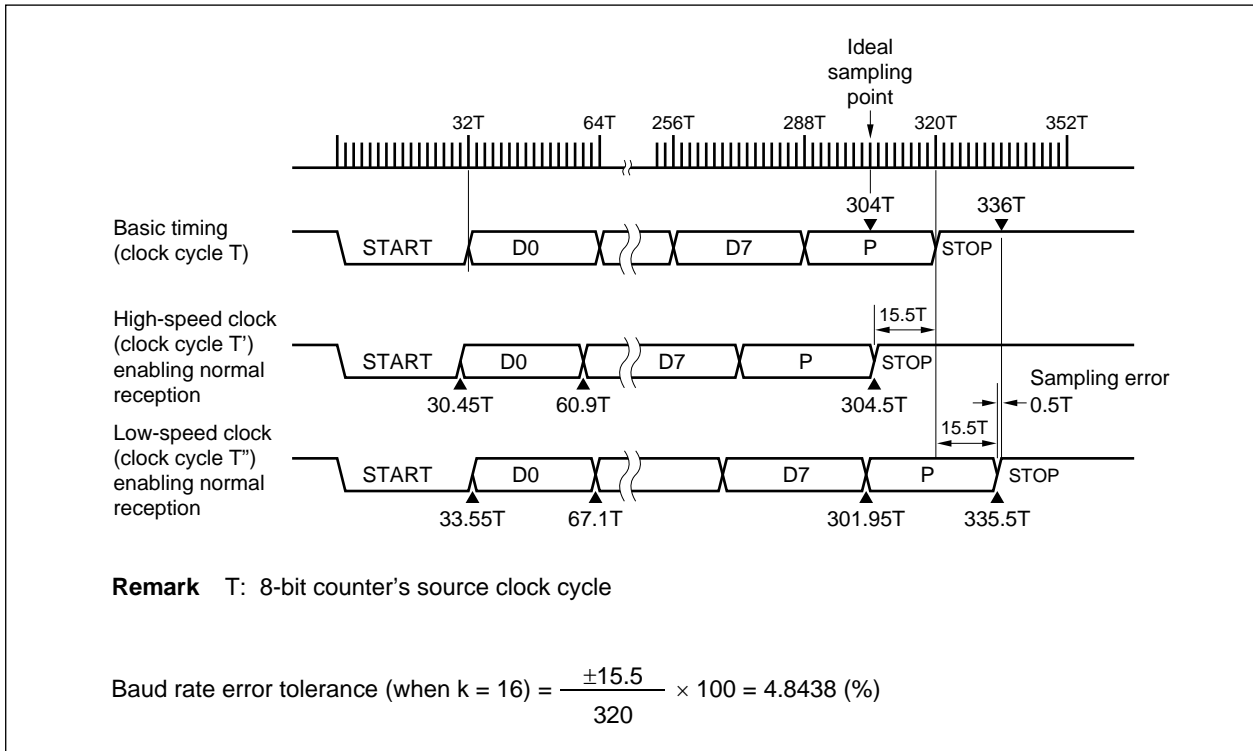 Ideal
sampling
point
32T 64T 256T 288T 320T 352T
304T 336T
Basic timing
(clock cycle T)
START D0 D7 P STOP
15.5T
High-speed clock
(clock cycle T')
enabling normal
reception
START D0 D7 P STOP
30.45T 60.9T 304.5T
Sampling error
0.5T
15.5T
Low-speed clock
(clock cycle T")
enabling normal
reception
START D0 D7 P STOP
33.55T 67.1T 301.95T 335.5T
Remark T: 8-bit counter's source clock cycle
Baud rate error tolerance (when k = 16) = ±15.5 / 320 × 100 = 4.8438 (%)